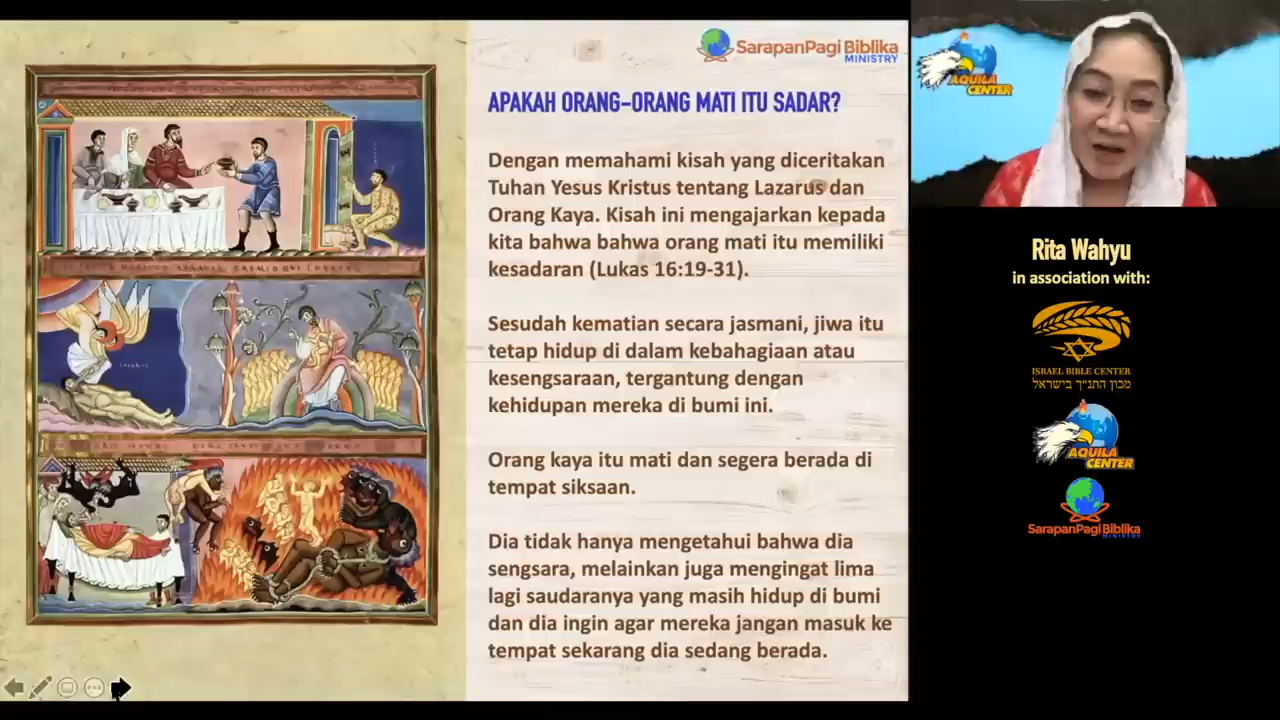 SarapanPagi Biblika
MINISTRY
APAKAH ORANG-ORANG MATI ITU SADAR?
Dengan memahami kisah yang diceritakan
Tuhan Yesus Kristus tentang Lazarus dan
Orang Kaya. Kisah ini mengajarkan kepada
kita bahwa bahwa orang mati itu memiliki
kesadaran (Lukas 16:19-31).
Sesudah kematian secara jasmani, jiwa itu
tetap hidup di dalam kebahagiaan atau
kesengsaraan, tergantung dengan
kehidupan mereka di bumi ini.
Orang kaya itu mati dan segera berada di
tempat siksaan.
Dia tidak hanya mengetahui bahwa dia
sengsara, melainkan juga mengingat lima
lagi saudaranya yang masih hidup di bumi
dan dia ingin agar mereka jangan masuk ke
tempat sekarang dia sedang berada.
AQUILA
CENTER
Rita Wahyu
in association with:
ISRAEL BIBLE CENTER
מכון התנ״ך בישראל
AQUILA
CENTER
SarapanPagi Biblika
MINISTRY